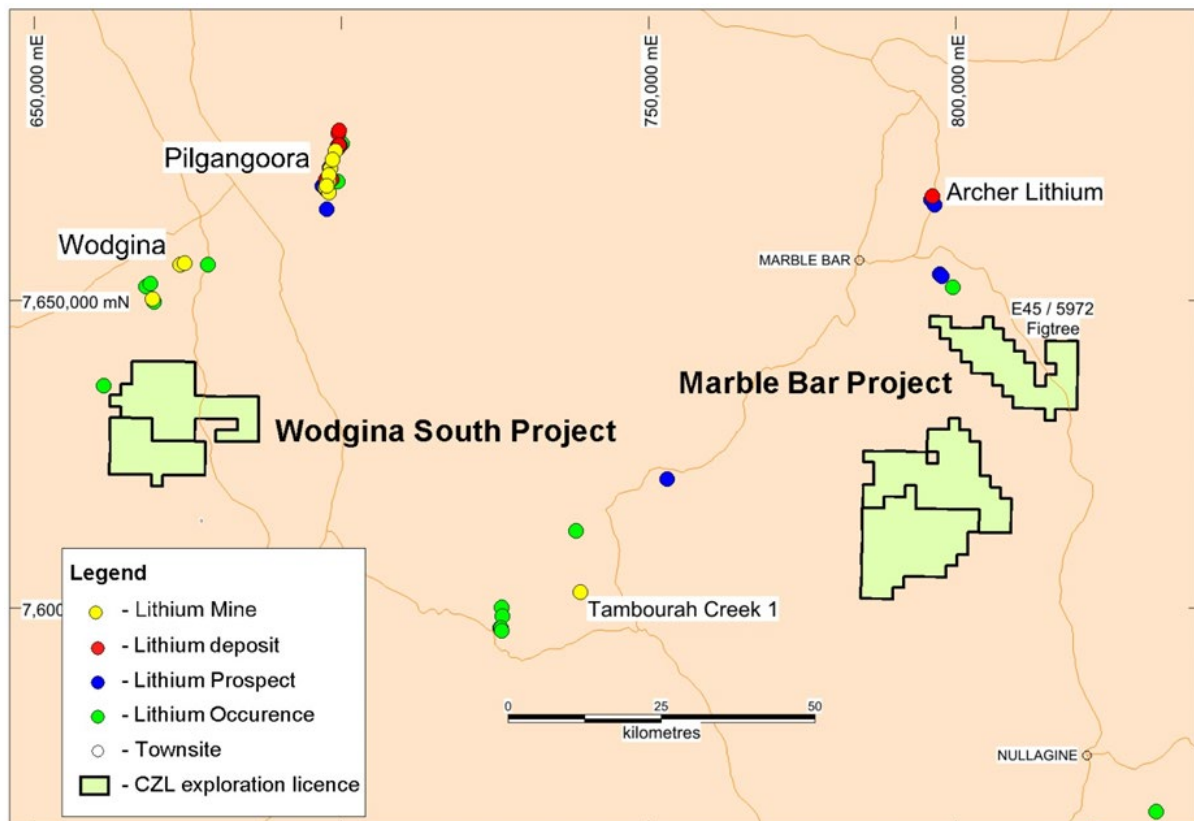 650,000 mE
750,000 mE
800,000 mE
Pilgangoora
Archer Lithium
Wodgina
MARBLE BAR
7,650,000 mN
E45 / 5972
Figtree
Marble Bar Project
Wodgina South Project
Legend
- Lithium Mine
- Lithium deposit
- Lithium Prospect
- Lithium Occurence
- Townsite
- CZL exploration licence
7,600
Tambourah Creek 1
0 25 50
kilometres
NULLAGINE